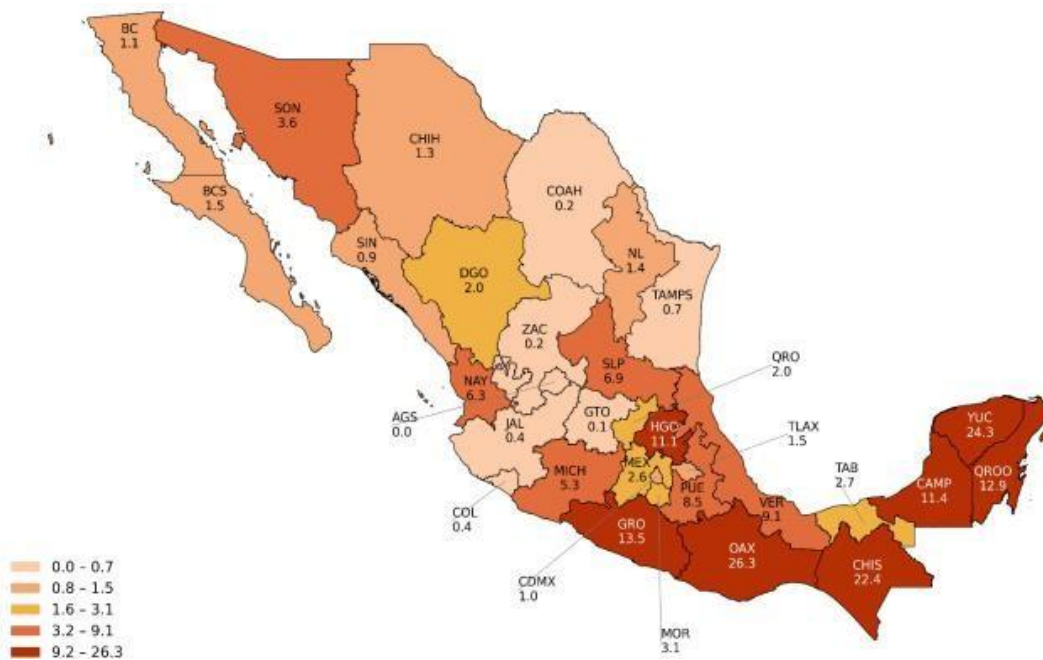 BC
1.1
SON
3.6
CHIH
1.3
COAH
0.2
BCS
1.5
SIN
0.9
NL
1.4
DGO
2.0
TAMPS
0.7
ZAC
0.2
SLP
6.9
QRO
2.0
NAY
6.3
AGS
0.0
JAL
0.4
GTO
0.1
HGO
11.1
TLAX
1.5
YUC
24.3
MICH
5.3
MEX
2.6
PUE
8.5
TAB
2.7
CAMP
11.4
QROO
12.9
COL
0.4
VER
9.1
GRO
13.5
OAX
26.3
CHIS
22.4
CDMX
1.0
MOR
3.1
0.0 – 0.7
0.8 – 1.5
1.6 – 3.1
3.2 – 9.1
9.2 – 26.3